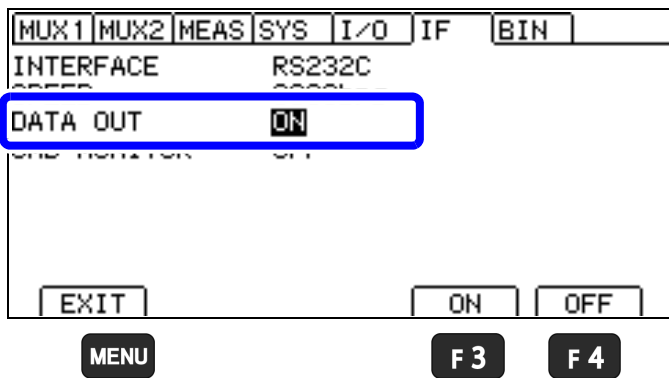 MUX1 MUX2 MEAS SYS I/O IF BIN
INTERFACE RS232C
DATA OUT ON
EXIT ON OFF
MENU F3 F4